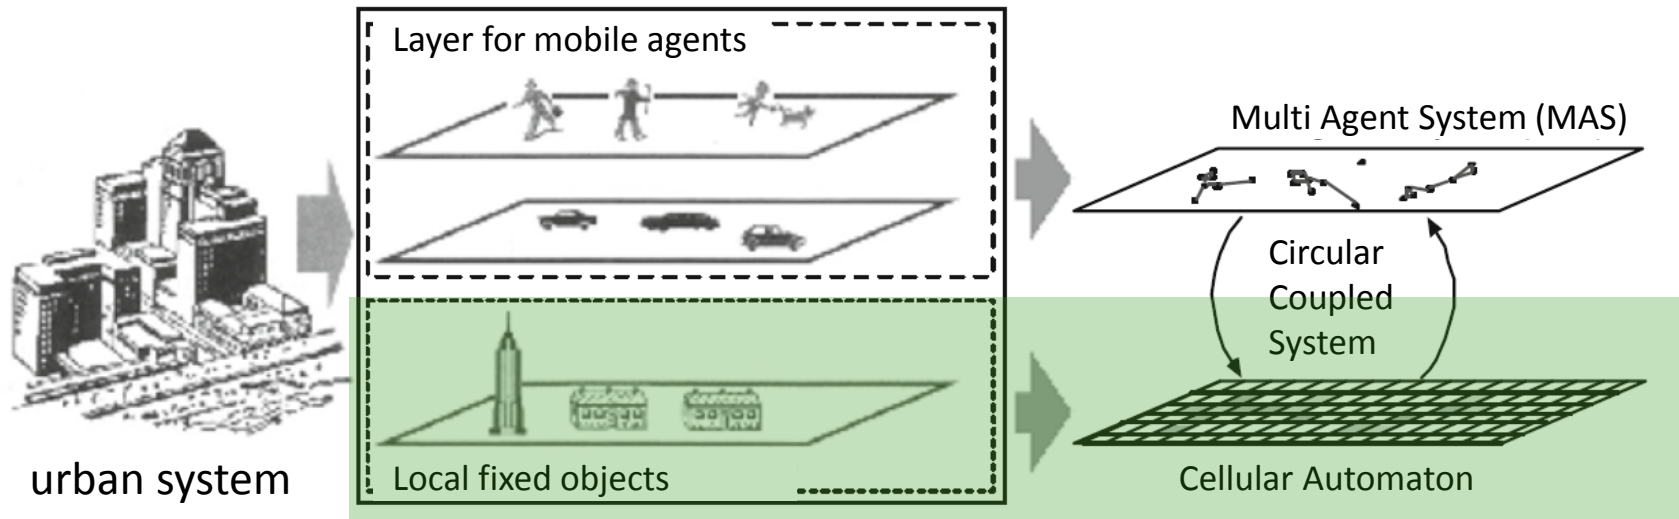 Layer for mobile agents
Multi Agent System (MAS)
Circular
Coupled
System
urban system
Local fixed objects
Cellular Automaton